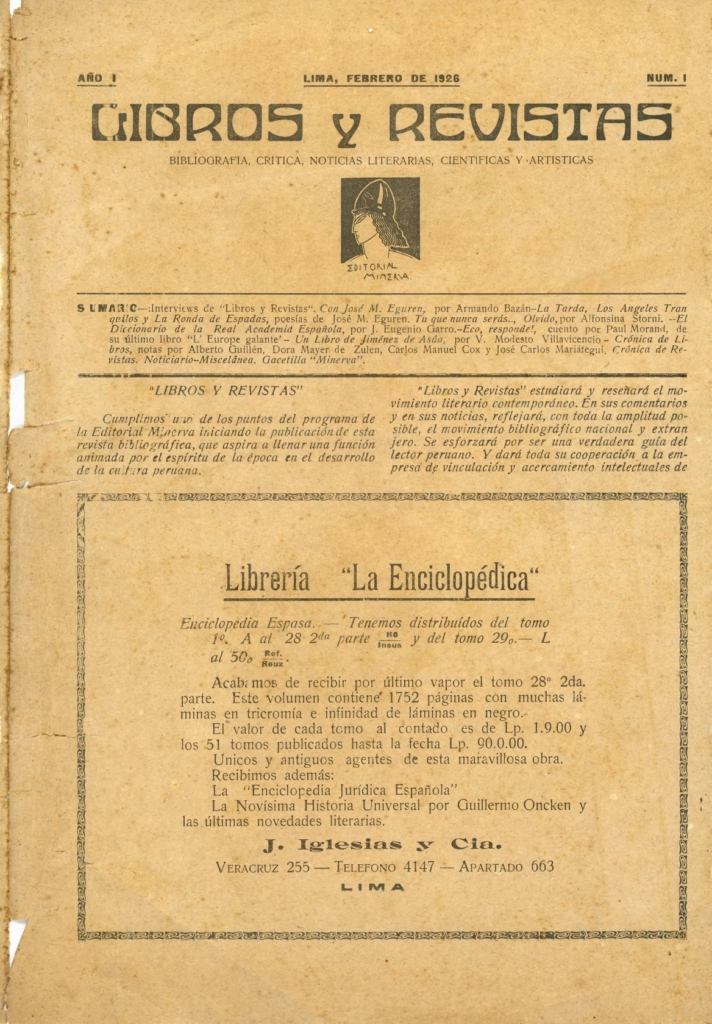 AÑO I
LIMA, FEBRERO DE 1926
NUM. I
LIBROS y REVISTAS
BIBLIOGRAFIA, CRITICA, NOTICIAS LITERARIAS, CIENTIFICAS Y ARTISTICAS
EDITORIAL
MINERVA
SUMARIO—:Interviews de "Libros y Revistas". Con José M. Eguren, por Armando Bazán–La Tarda, Los Angeles Tran
quilos y La Ronda de Espadas, poesías de José M. Eguren. Tu que nunca serás.., Olvido, por Alfonsina Storni. —El
Diccionario de la Real Academia Española, por J. Eugenio Garro.–Eco, responde!, cuento por Paul Morand, de
su último libro "L' Europe galante'– Un Libro de Jiménez de Asúa, por V. Modesto Villavicencio– Crónica de Li-
bros, notas por Alberto Guillén, Dora Mayer de Zulen, Carlos Manuel Cox y José Carlos Mariátegui, Crónica de Re-
vistas. Noticiario–Miscelánea. Gacetilla "Minerva".
"LIBROS Y REVISTAS"
Cumplimos uno de los puntos del programa de
la Editorial Minerva iniciando la publicación de esta
revista bibliográfica, que aspira a llenar una función
animada por el espíritu de la época en el desarrollo
de la cultura peruana.
"Libros y Revistas" estudiará y reseñará el mo-
vimiento literario contemporáneo. En sus comentarios
y en sus noticias, reflejará, con toda la amplitud po-
sible, el movimiento bibliográfico nacional y extran
jero. Se esforzará por ser una verdadera guía del
lector peruano. Y dará toda su cooperación a la em-
presa de vinculación y acercamiento intelectuales de
Librería "La Enciclopédica"
Enciclopedia Espasa. — Tenemos distribuídos del tomo
1º. A al 28 2da parte HO Inous y del tomo 29o.— L
al 50o Ref. Reuz.
Acabamos de recibir por último vapor el tomo 28º 2da.
parte. Este volumen contiene 1752 páginas con muchas lá-
minas en tricromía e infinidad de láminas en negro.
El valor de cada tomo al contado es de Lp. 1.9.00 y
los 51 tomos publicados hasta la fecha Lp. 90.0.00.
Unicos y antiguos agentes de esta maravillosa obra.
Recibimos además:
La "Enciclopedia Jurídica Española"
La Novísima Historia Universal por Guillermo Oncken y
las últimas novedades literarias.
J. Iglesias y Cia.
VERACRUZ 255 — TELEFONO 4147 — APARTADO 663
LIMA